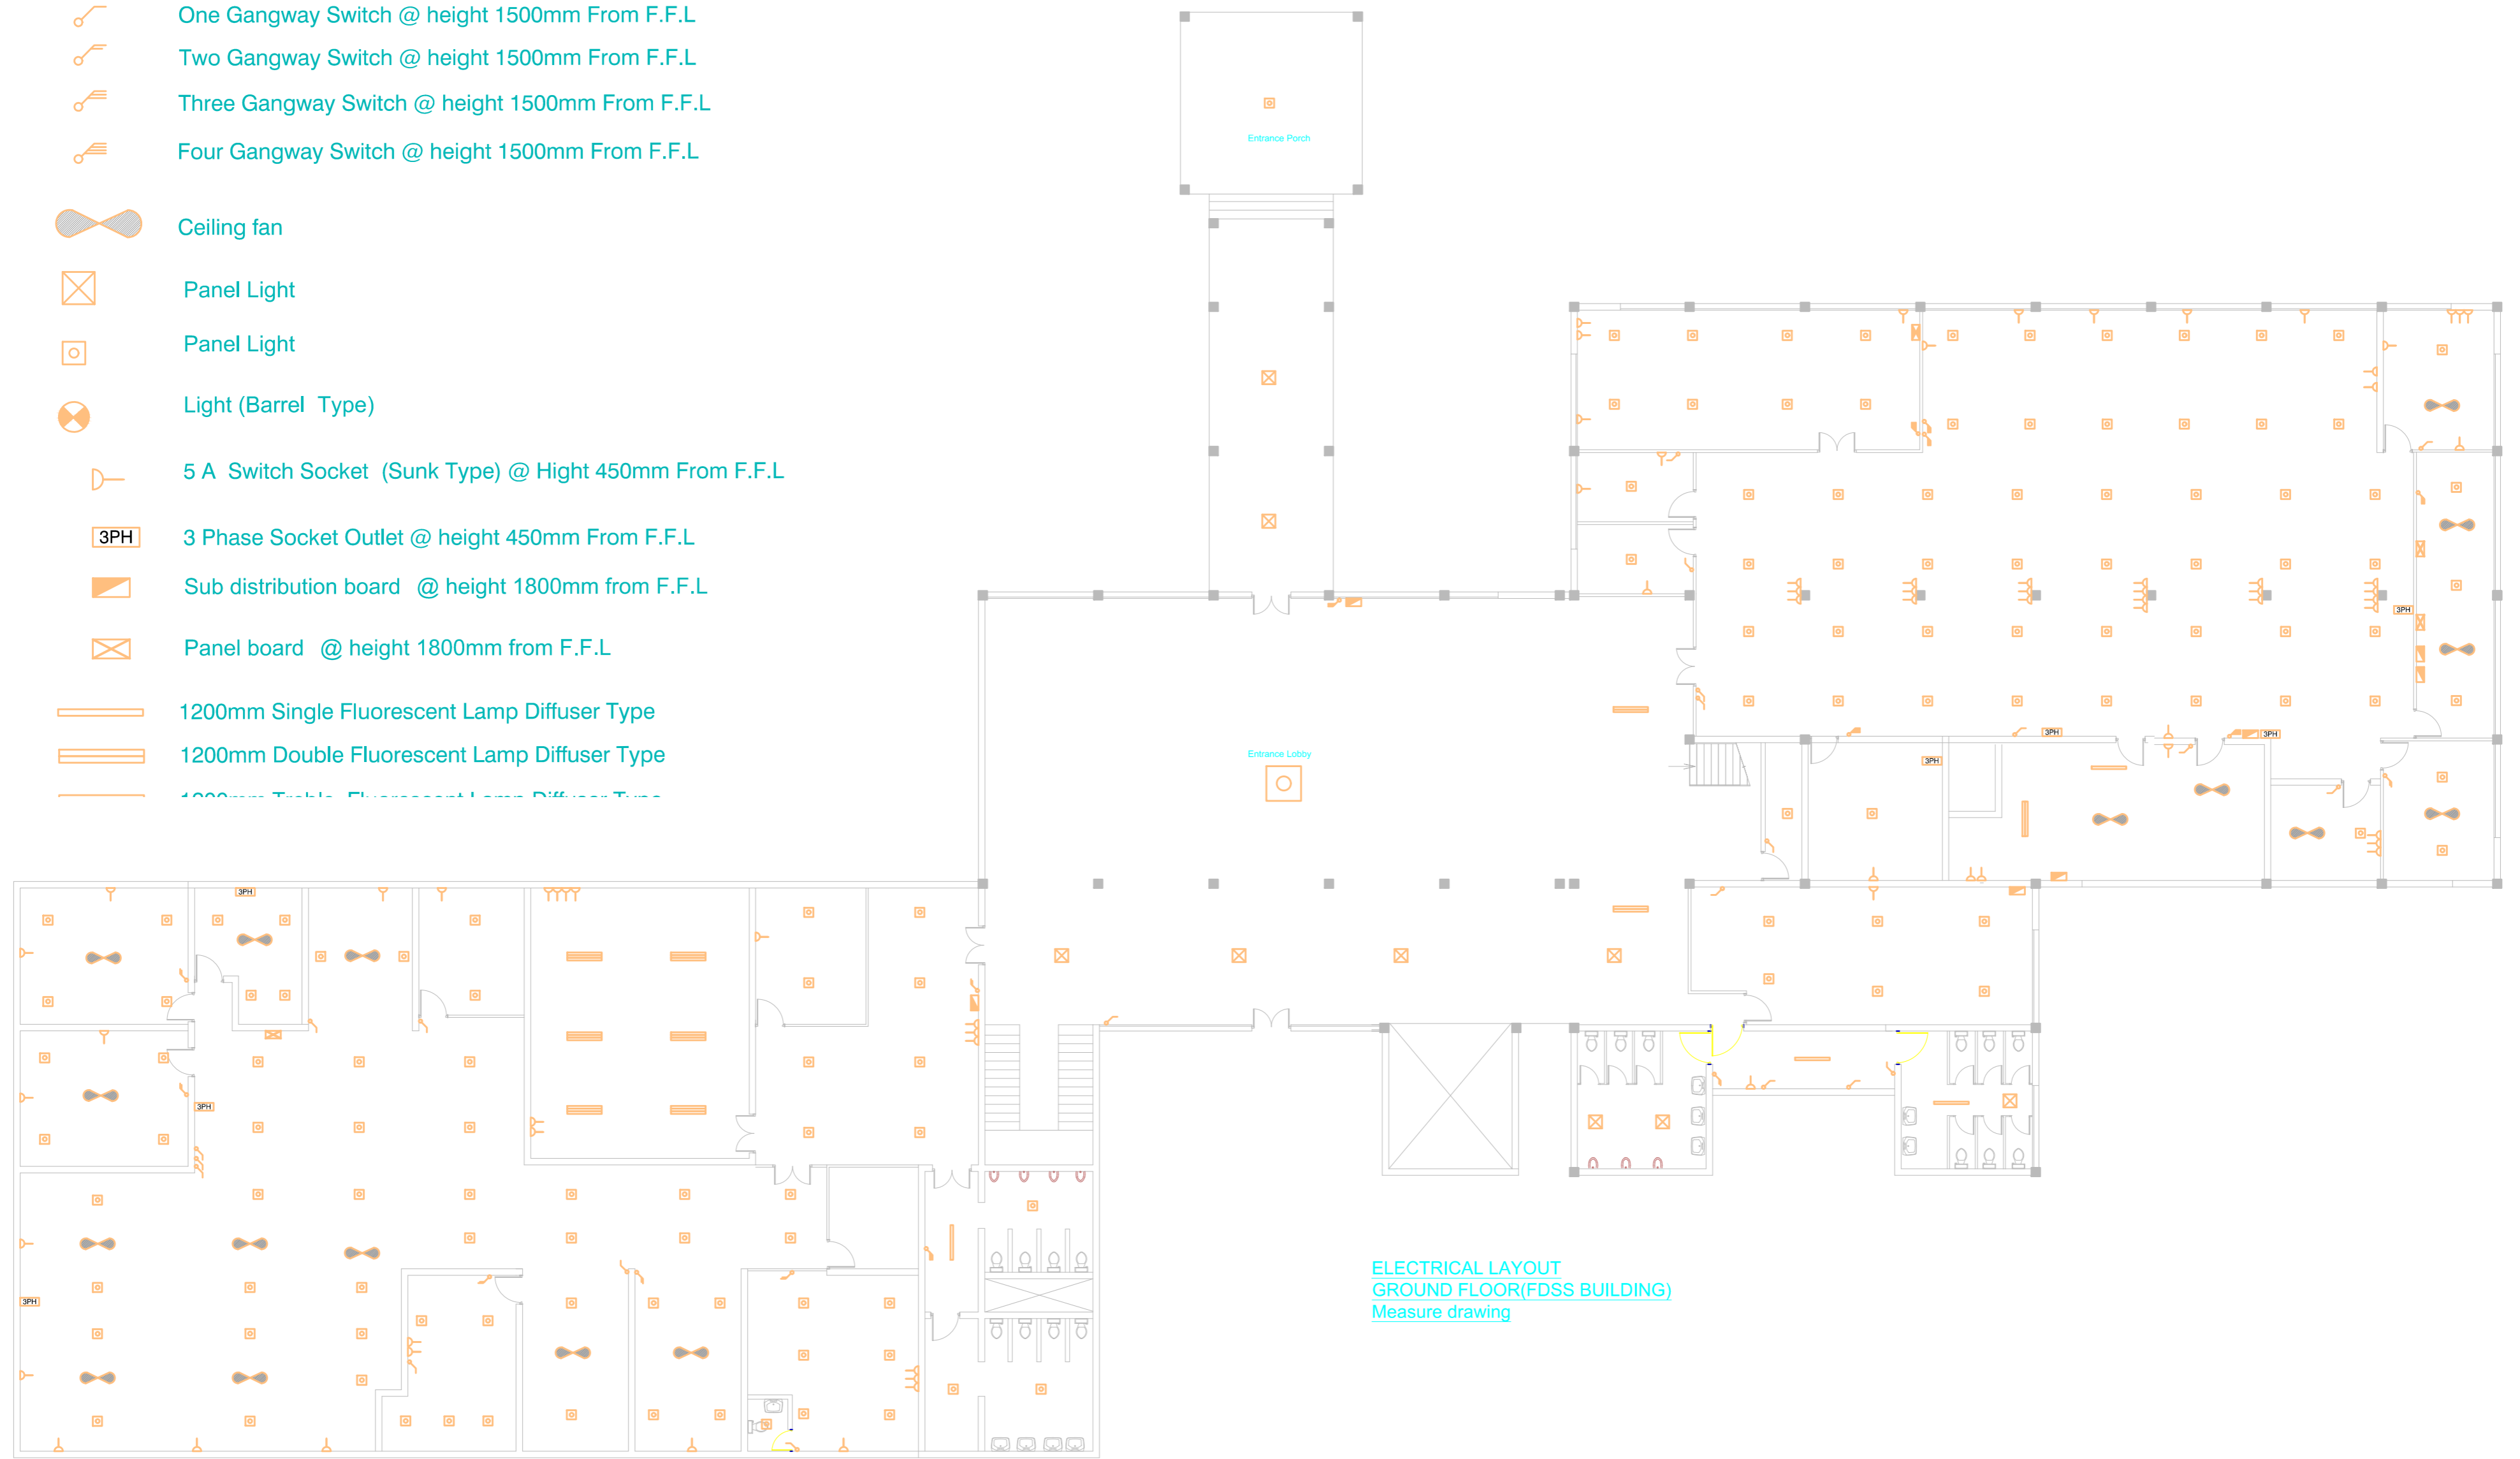 One Gangway Switch @ height 1500mm From F.F.L
Two Gangway Switch @ height 1500mm From F.F.L
Three Gangway Switch @ height 1500mm From F.F.L
Four Gangway Switch @ height 1500mm From F.F.L
Ceiling fan
Panel Light
Panel Light
Light (Barrel Type)
5 A Switch Socket (Sunk Type) @ Hight 450mm From F.F.L
3PH
3 Phase Socket Outlet @ height 450mm From F.F.L
Sub distribution board @ height 1800mm from F.F.L
Panel board @ height 1800mm from F.F.L
1200mm Single Fluorescent Lamp Diffuser Type
1200mm Double Fluorescent Lamp Diffuser Type
Fluorescent Lamp Diffuser Type
Entrance Porch
3PH
3PH
3PH
Entrance Lobby
3PH
3PH
3PH
3PH
ELECTRICAL LAYOUT
GROUND FLOOR(FDSS BUILDING)
Measure drawing